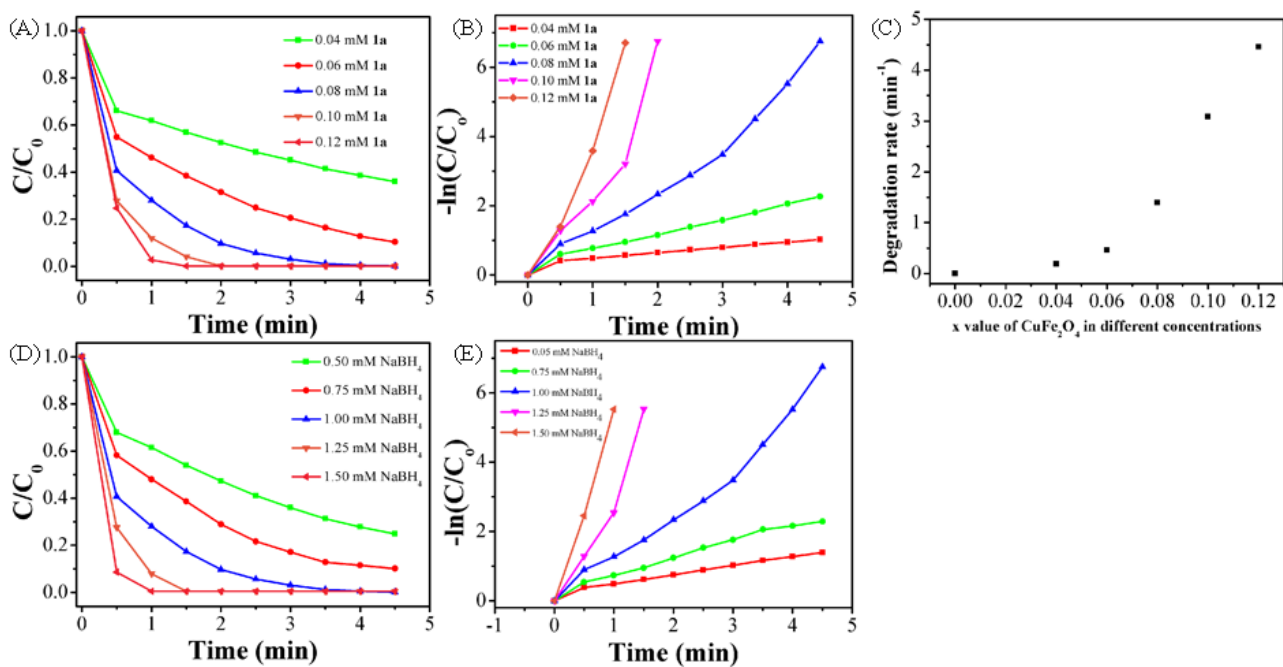 (A)
C/C₀
1.0
0.8
0.6
0.4
0.2
0.0
0.04 mM 1a
0.06 mM 1a
0.08 mM 1a
0.10 mM 1a
0.12 mM 1a
0 1 2 3 4 5
Time (min)
(B)
-ln(C/C₀)
6
4
2
0
0.04 mM 1a
0.06 mM 1a
0.08 mM 1a
0.10 mM 1a
0.12 mM 1a
0 1 2 3 4 5
Time (min)
(C)
Degradation rate (min⁻¹)
5
4
3
2
1
0
0.00 0.02 0.04 0.06 0.08 0.10 0.12
x value of CuFe₂O₄ in different concentrations
(D)
C/C₀
1.0
0.8
0.6
0.4
0.2
0.0
0.50 mM NaBH₄
0.75 mM NaBH₄
1.00 mM NaBH₄
1.25 mM NaBH₄
1.50 mM NaBH₄
0 1 2 3 4 5
Time (min)
(E)
-ln(C/C₀)
6
4
2
0
0.05 mM NaBH₄
0.75 mM NaBH₄
1.00 mM NaBH₄
1.25 mM NaBH₄
1.50 mM NaBH₄
-1 0 1 2 3 4 5
Time (min)